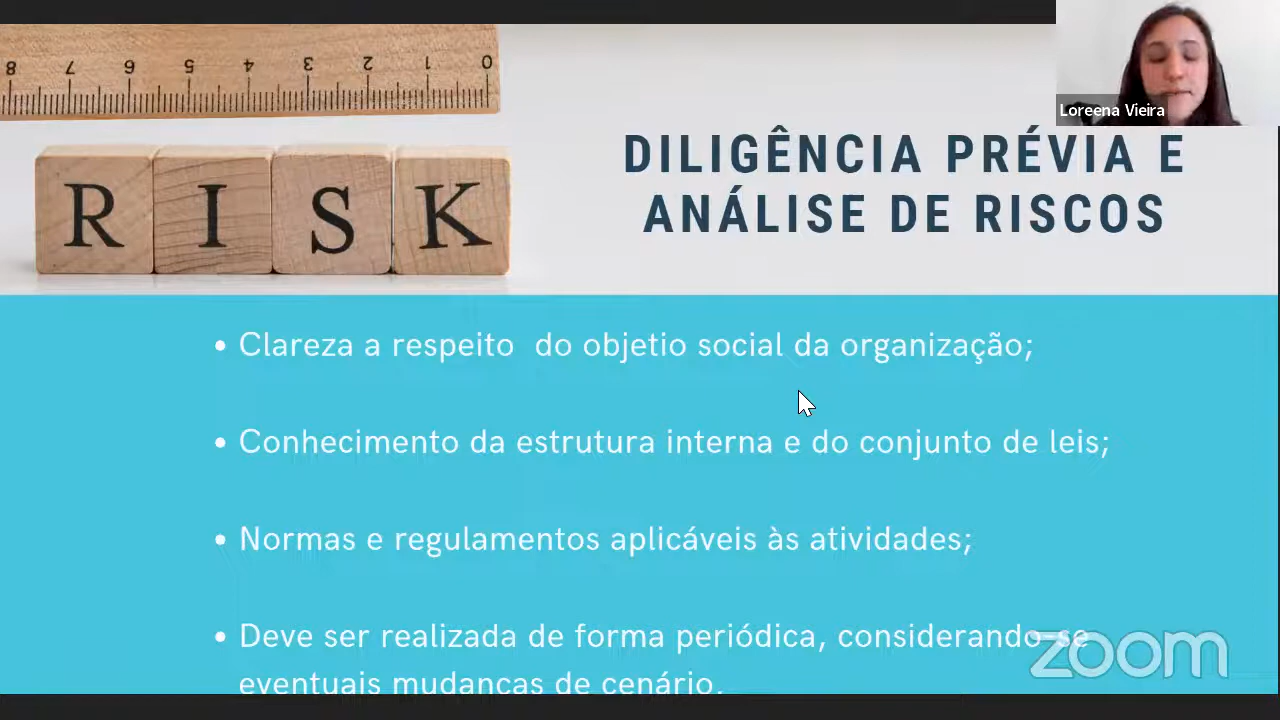 8 7 6 5 4 3 2 1 0
RISK
Loreena Vieira
DILIGÊNCIA PRÉVIA E
ANÁLISE DE RISCOS
• Clareza a respeito do objetio social da organização;
• Conhecimento da estrutura interna e do conjunto de leis;
• Normas e regulamentos aplicáveis às atividades;
• Deve ser realizada de forma periódica, considerando-se
eventuais mudanças de cenário.
zoom